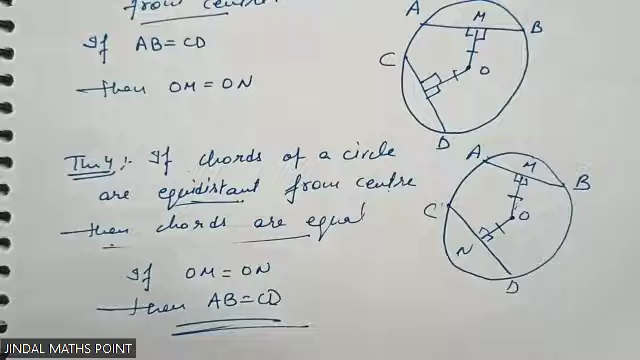 from centre
If AB=CD
then OM=ON
Thm 4:- If chords of a circle
are equidistant from centre
then chords are equal
If OM=ON
then AB=CD
A
M
B
C
O
D
A
M
B
C
O
N
D
JINDAL MATHS POINT